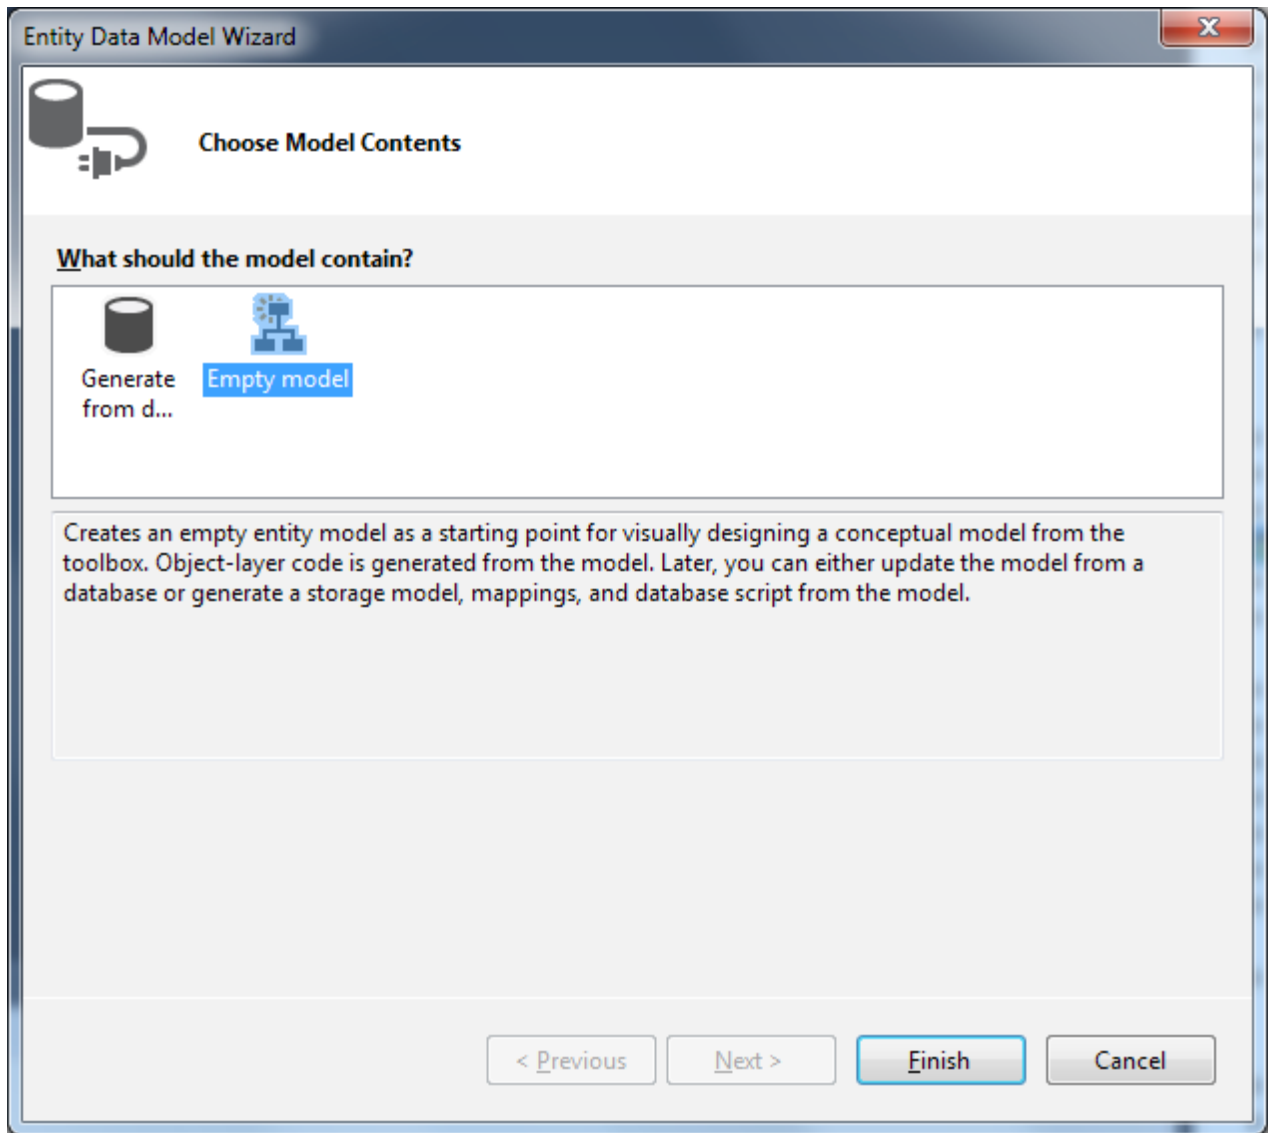 Entity Data Model Wizard
Choose Model Contents
What should the model contain?
Generate
from d...
Empty model
Creates an empty entity model as a starting point for visually designing a conceptual model from the
toolbox. Object-layer code is generated from the model. Later, you can either update the model from a
database or generate a storage model, mappings, and database script from the model.
< Previous
Next >
Finish
Cancel